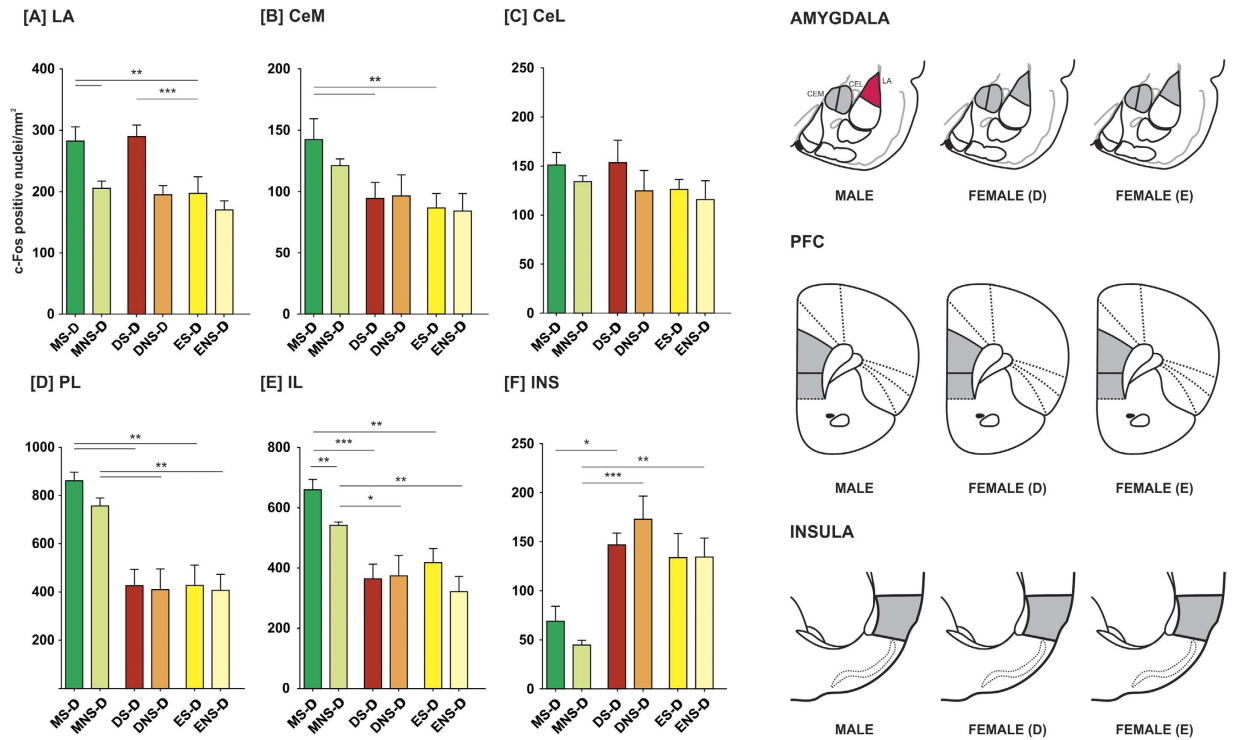 [A] LA
**
***
c-Fos positive nuclei/mm²
400
300
200
100
0
MS-D MNS-D DS-D DNS-D ES-D ENS-D
[B] CeM
**
200
150
100
50
0
MS-D MNS-D DS-D DNS-D ES-D ENS-D
[C] CeL
250
200
150
100
50
0
MS-D MNS-D DS-D DNS-D ES-D ENS-D
[D] PL
**
**
1000
800
600
400
200
0
MS-D MNS-D DS-D DNS-D ES-D ENS-D
[E] IL
**
***
**
**
*
800
600
400
200
0
MS-D MNS-D DS-D DNS-D ES-D ENS-D
[F] INS
*
**
***
250
200
150
100
50
0
MS-D MNS-D DS-D DNS-D ES-D ENS-D
AMYGDALA
CEM CEL LA
MALE FEMALE (D) FEMALE (E)
PFC
MALE FEMALE (D) FEMALE (E)
INSULA
MALE FEMALE (D) FEMALE (E)